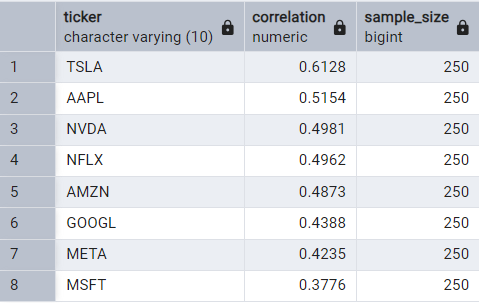 ticker correlation sample_size
character varying (10) numeric bigint
1 TSLA 0.6128 250
2 AAPL 0.5154 250
3 NVDA 0.4981 250
4 NFLX 0.4962 250
5 AMZN 0.4873 250
6 GOOGL 0.4388 250
7 META 0.4235 250
8 MSFT 0.3776 250